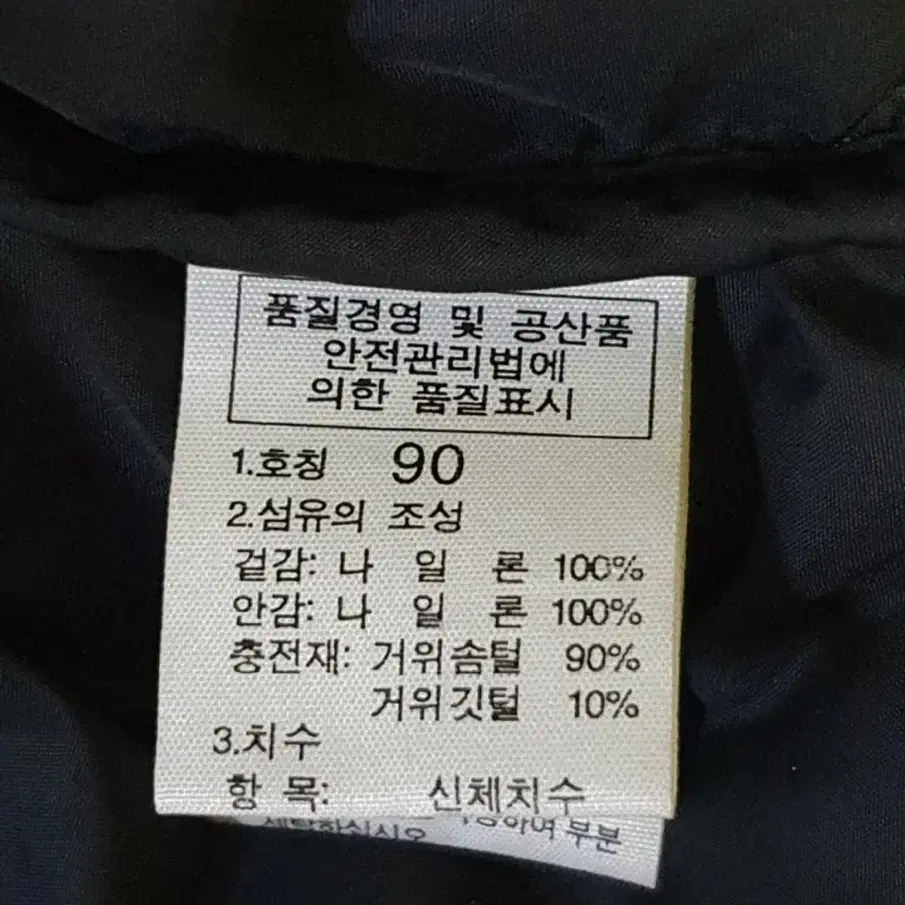 품질경영 및 공산품
안전관리법에
의한 품질표시
1.호칭 90
2.섬유의 조성
겉감: 나 일 론 100%
안감: 나 일 론 100%
충전재: 거위솜털 90%
거위깃털 10%
3.치수
항 목: 신체치수
부분